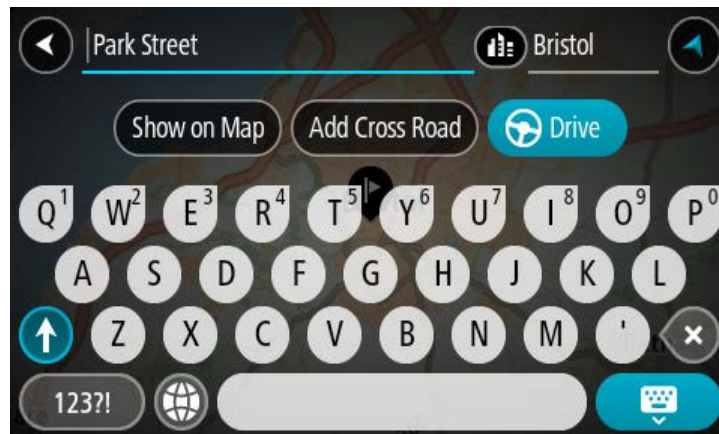 Park Street Bristol
Show on Map Add Cross Road Drive
Q1 W2 E3 R4 T5 Y6 U7 I8 O9 P0
A S D F G H J K L
Z X C V B N M '
123?!